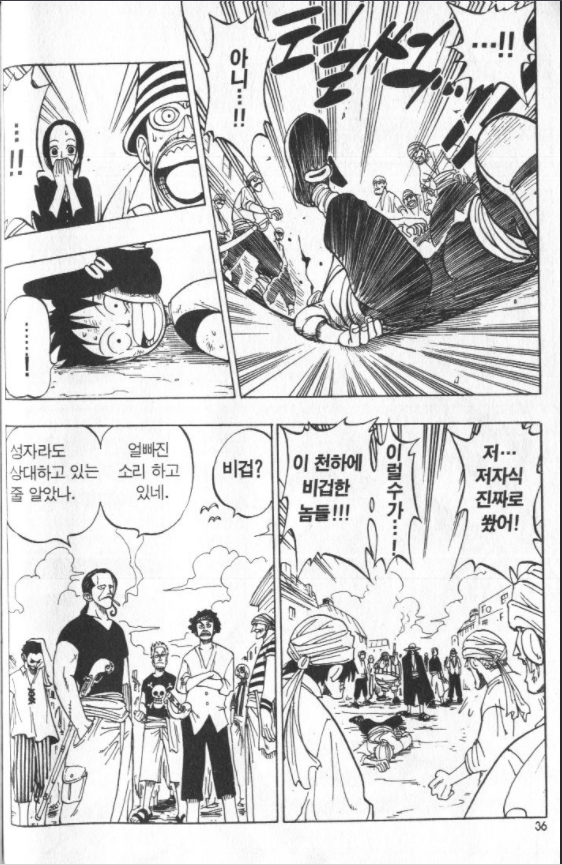 …!!
털썩…
아니…!!
…!!
……!
저…
저자식
진짜로
쐈어!
이럴수가…!
이 천하에
비겁한
놈들!!!
비겁?
얼빠진
소리 하고
있네.
성자라도
상대하고 있는
줄 알았나.
36